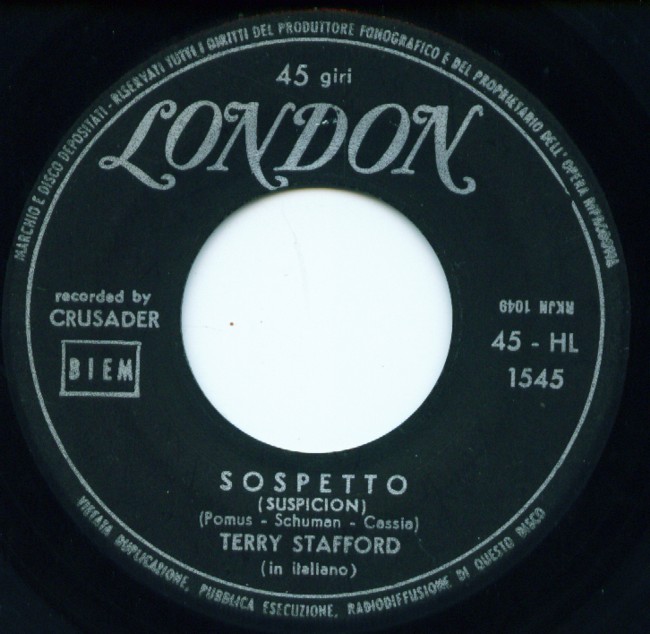 MARCHIO E DISCO DEPOSITATI - RISERVATI TUTTI I DIRITTI DEL PRODUTTORE FONOGRAFICO E DEL PROPRIETARIO DELL'OPERA RIPRODOTTA
45 giri
LONDON
recorded by
CRUSADER
BIEM
RKJN 1049
45 - HL
1545
SOSPETTO
(SUSPICION)
(Pomus - Schuman - Cassia)
TERRY STAFFORD
(in italiano)
VIETATA DUPLICAZIONE, PUBBLICA ESECUZIONE, RADIODIFFUSIONE DI QUESTO DISCO